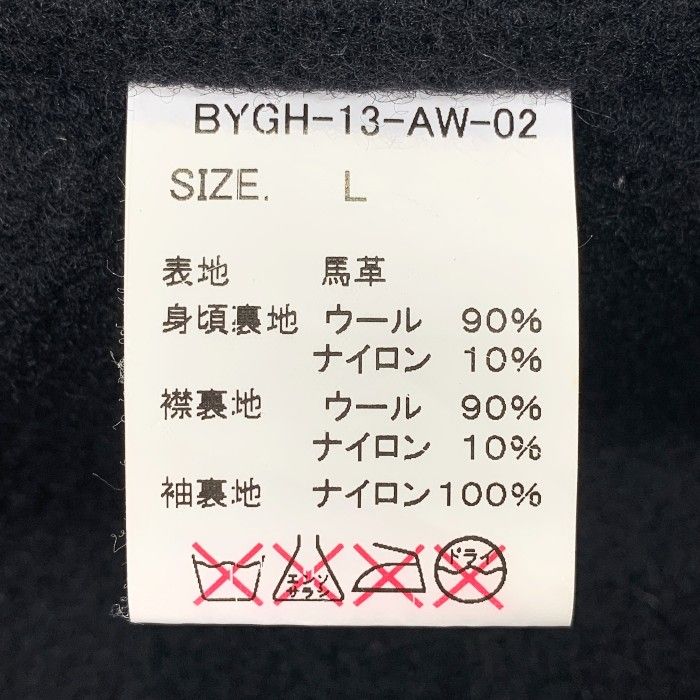 BYGH-13-AW-02
SIZE. L
表地 馬革
身頃裏地 ウール 90%
ナイロン 10%
襟裏地 ウール 90%
ナイロン 10%
袖裏地 ナイロン100%
エンソ
サラシ
ドライ